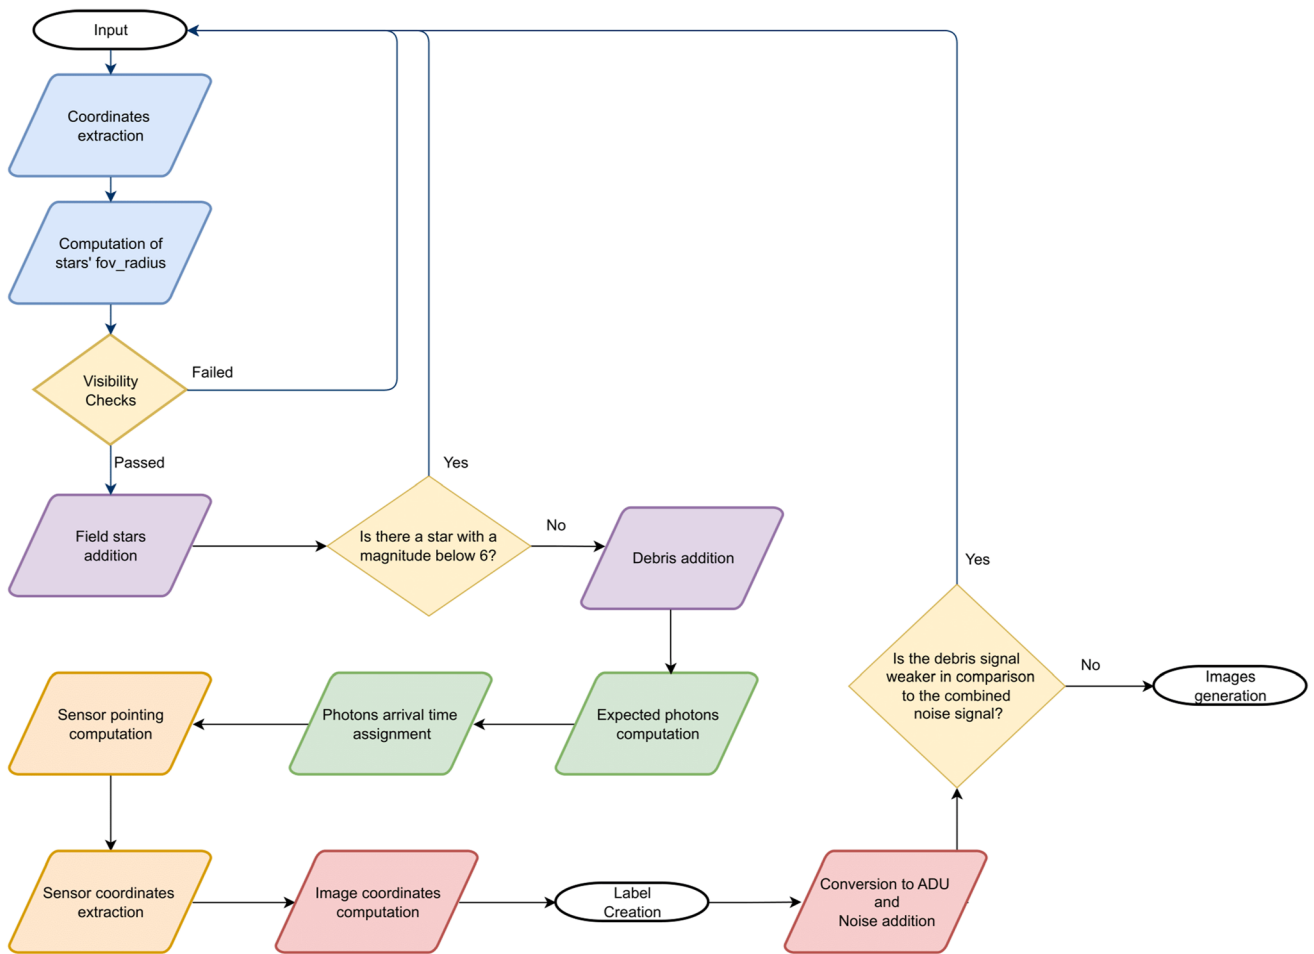 Input
Coordinates
extraction
Computation of
stars' fov_radius
Visibility
Checks
Failed
Passed
Field stars
addition
Is there a star with a
magnitude below 6?
Yes
No
Debris addition
Expected photons
computation
Photons arrival time
assignment
Sensor pointing
computation
Sensor coordinates
extraction
Image coordinates
computation
Label
Creation
Conversion to ADU
and
Noise addition
Is the debris signal
weaker in comparison
to the combined
noise signal?
Yes
No
Images
generation